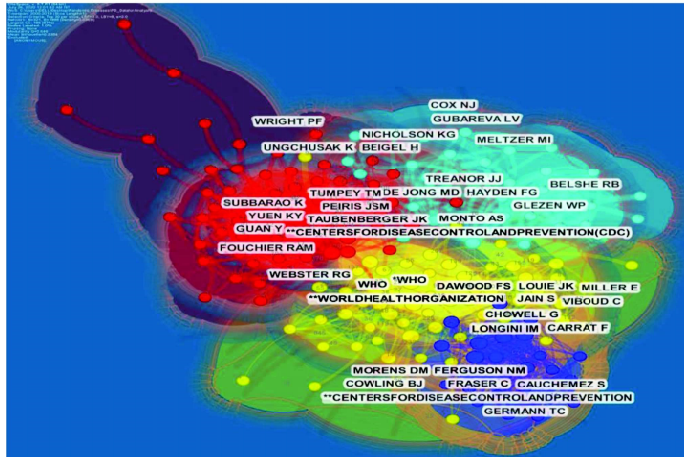 COX NJ
GUBAREVA LV
WRIGHT PF
NICHOLSON KG
MELTZER MI
UNGCHUSAK K
BEIGEL H
TREANOR JJ
BELSHE RB
TUMPEY TM
DE JONG MD
HAYDEN FG
SUBBARAO K
PEIRIS JSM
GLEZEN WP
YUEN KY
TAUBENBERGER JK
MONTO AS
GUAN Y
**CENTERSFORDISEASECONTROLANDPREVENTION(CDC)
FOUCHIER RAM
WEBSTER RG
WHO
*WHO
DAWOOD FS
LOUIE JK
MILLER E
**WORLDHEALTHORGANIZATION
JAIN S
VIBOUD C
CHOWELL G
LONGINI IM
CARRAT F
MORENS DM
FERGUSON NM
COWLING BJ
FRASER C
CAUCHEMEZ S
**CENTERSFORDISEASECONTROLANDPREVENTION
GERMANN TC